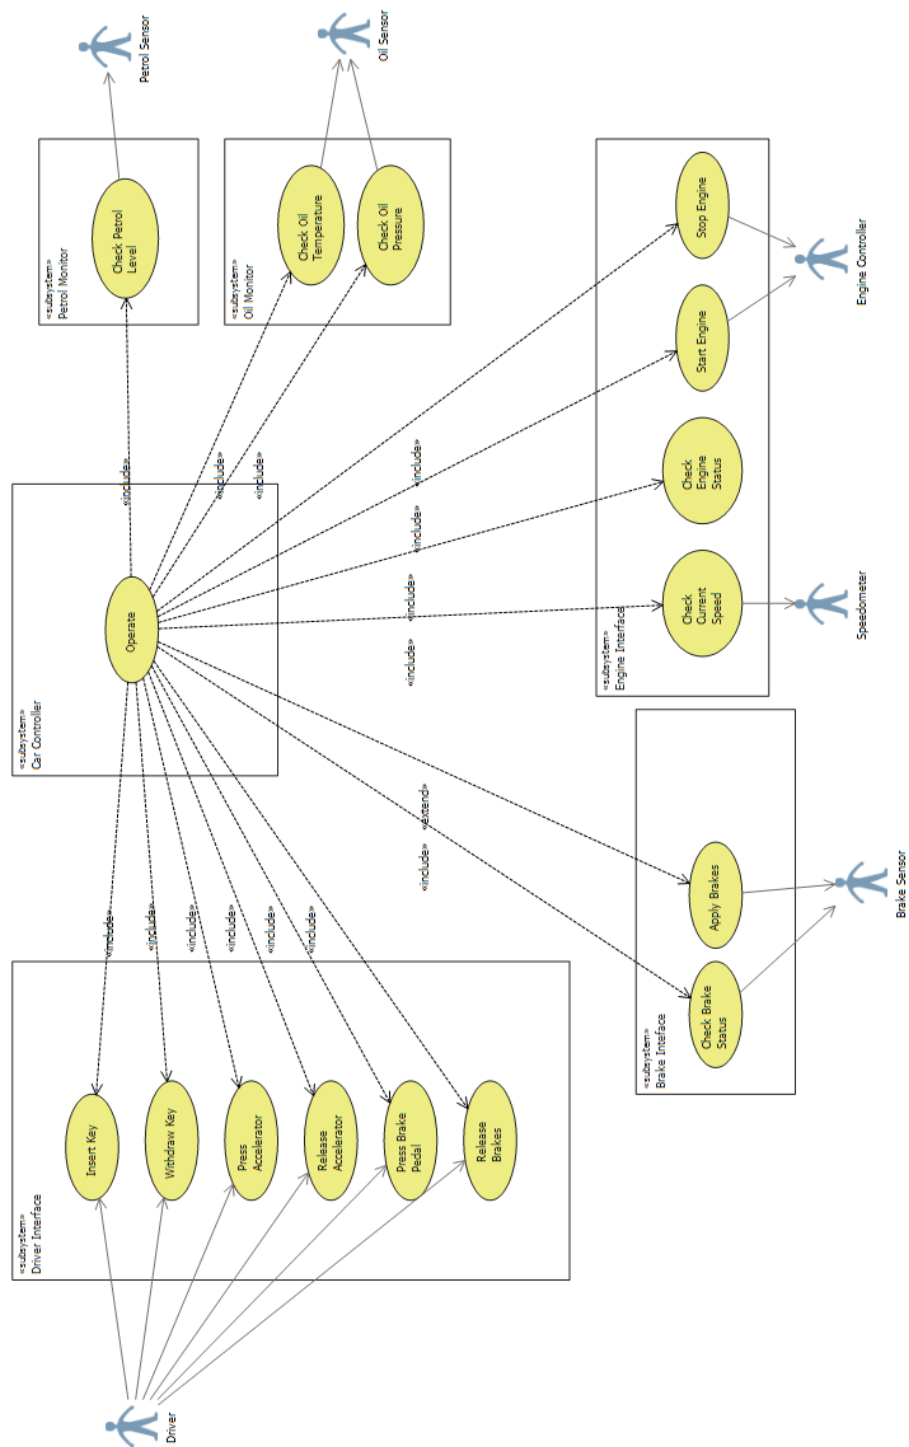 Driver
«subsystem»
Driver Interface
Insert Key
Withdraw Key
Press
Accelerator
Release
Accelerator
Press Brake
Pedal
Release
Brakes
«include»
«include»
«include»
«include»
«include»
«include»
«subsystem»
Car Controller
Operate
«include»
«include»
«include»
«include»
«include»
«include»
«include»
«extend»
«include»
«subsystem»
Petrol Monitor
Check Petrol
Level
Petrol Sensor
«subsystem»
Oil Monitor
Check Oil
Temperature
Check Oil
Pressure
Oil Sensor
«subsystem»
Engine Interface
Check
Current
Speed
Check
Engine
Status
Start Engine
Stop Engine
Speedometer
Engine Controller
«subsystem»
Brake Inteface
Check Brake
Status
Apply Brakes
Brake Sensor